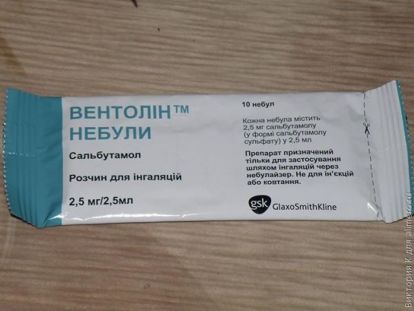 ВЕНТОЛІН™
НЕБУЛИ
Сальбутамол
Розчин для інгаляцій
2,5 мг/2,5мл
10 небул
Кожна небула містить
2,5 мг сальбутамолу
(у формі сальбутамолу
сульфату) у 2,5 мл
Препарат призначений
тільки для застосування
шляхом інгаляції через
небулайзер. Не для ін'єкцій
або ковтання.
gsk GlaxoSmithKline